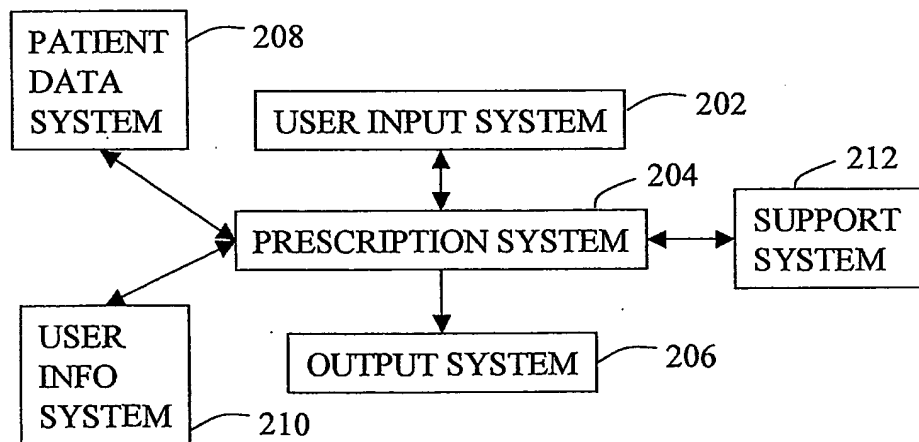 PATIENT
DATA
SYSTEM
208
USER INPUT SYSTEM
202
PRESCRIPTION SYSTEM
204
SUPPORT
SYSTEM
212
USER
INFO
SYSTEM
210
OUTPUT SYSTEM
206